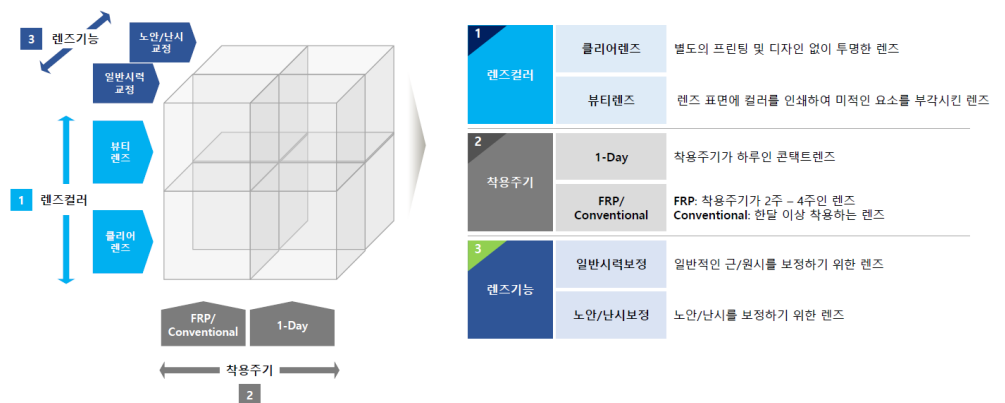 3 렌즈기능
노안/난시
교정
일반시력
교정
뷰티
렌즈
1 렌즈컬러
클리어
렌즈
FRP/
Conventional
1-Day
착용주기
2
1
렌즈컬러
클리어렌즈
별도의 프린팅 및 디자인 없이 투명한 렌즈
뷰티렌즈
렌즈 표면에 컬러를 인쇄하여 미적인 요소를 부각시킨 렌즈
2
착용주기
1-Day
착용주기가 하루인 콘택트렌즈
FRP/
Conventional
FRP: 착용주기가 2주 – 4주인 렌즈
Conventional: 한달 이상 착용하는 렌즈
3
렌즈기능
일반시력보정
일반적인 근/원시를 보정하기 위한 렌즈
노안/난시보정
노안/난시를 보정하기 위한 렌즈